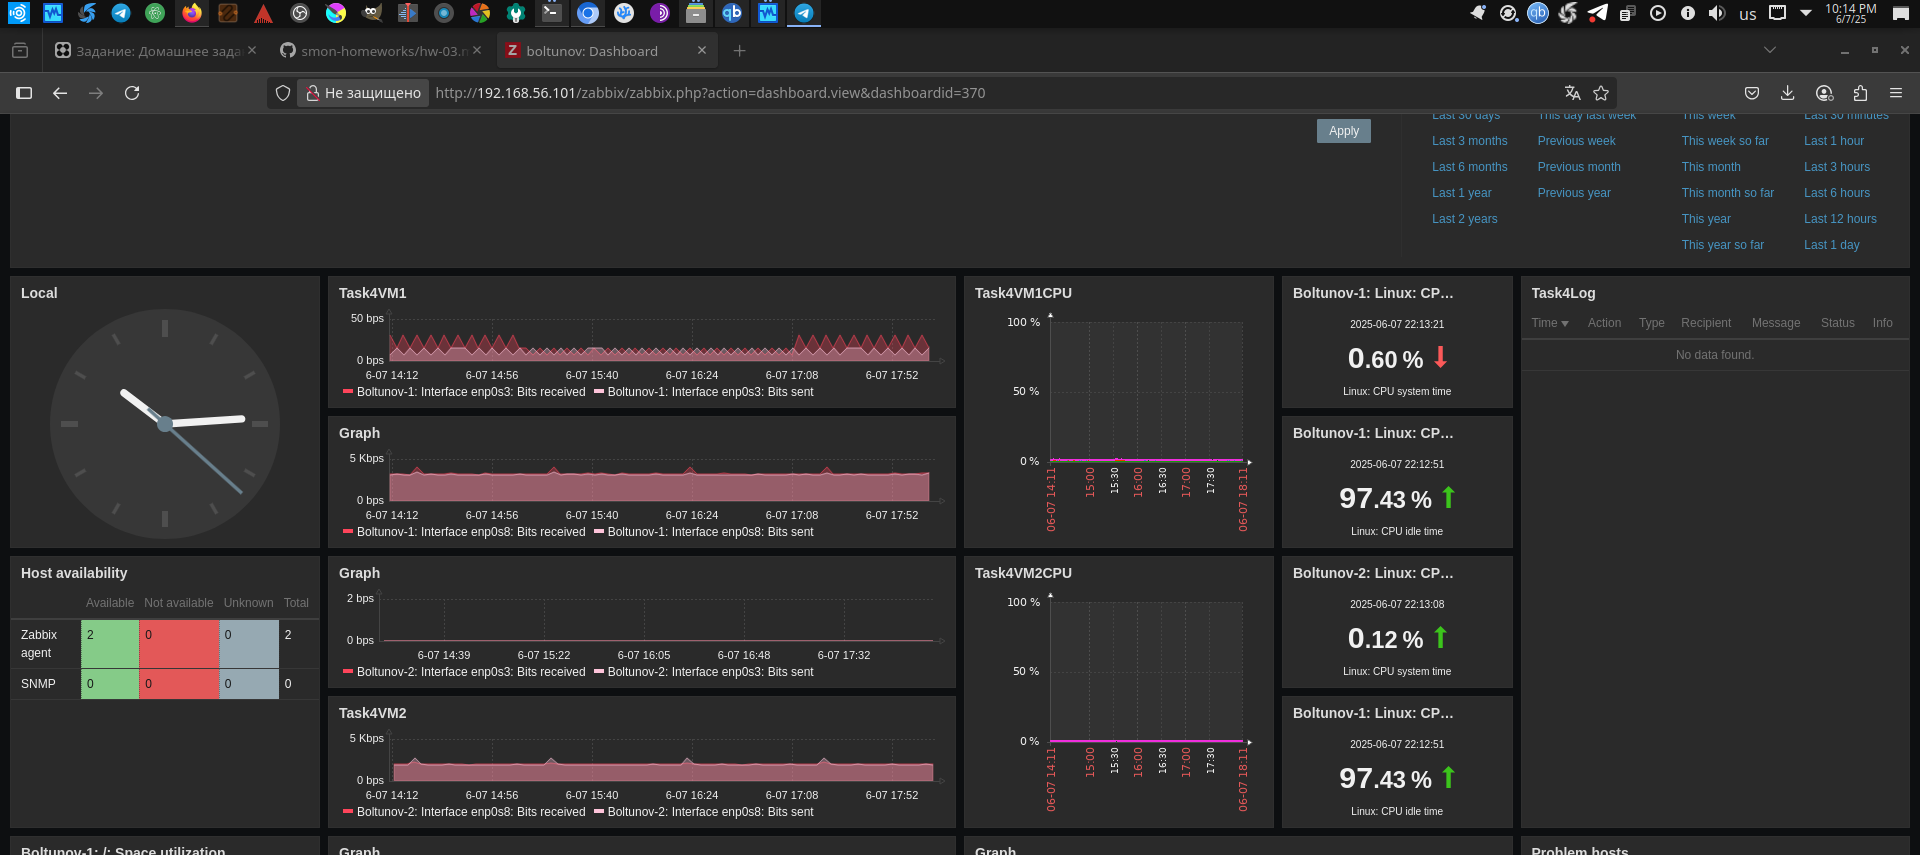 us
10:14 PM
6/7/25
Задание: Домашнее зада
smon-homeworks/hw-03.
boltunov: Dashboard
Не защищено
http://192.168.56.101/zabbix/zabbix.php?action=dashboard.view&dashboardid=370
Apply
Last 30 days
This day last week
This week
Last 30 minutes
Last 3 months
Previous week
This week so far
Last 1 hour
Last 6 months
Previous month
This month
Last 3 hours
Last 1 year
Previous year
This month so far
Last 6 hours
Last 2 years
This year
Last 12 hours
This year so far
Last 1 day
Local
Task4VM1
50 bps
0 bps
6-07 14:12
6-07 14:56
6-07 15:40
6-07 16:24
6-07 17:08
6-07 17:52
Boltunov-1: Interface enp0s3: Bits received
Boltunov-1: Interface enp0s3: Bits sent
Graph
5 Kbps
0 bps
6-07 14:12
6-07 14:56
6-07 15:40
6-07 16:24
6-07 17:08
6-07 17:52
Boltunov-1: Interface enp0s8: Bits received
Boltunov-1: Interface enp0s8: Bits sent
Task4VM1CPU
100 %
50 %
0 %
06-07 14:11
15:00
15:30
16:00
16:30
17:00
17:30
06-07 18:11
Boltunov-1: Linux: CP…
2025-06-07 22:13:21
0.60 %
Linux: CPU system time
Boltunov-1: Linux: CP…
2025-06-07 22:12:51
97.43 %
Linux: CPU idle time
Task4Log
Time
Action
Type
Recipient
Message
Status
Info
No data found.
Host availability
Available
Not available
Unknown
Total
Zabbix
agent
2
0
0
2
SNMP
0
0
0
0
Graph
2 bps
0 bps
6-07 14:39
6-07 15:22
6-07 16:05
6-07 16:48
6-07 17:32
Boltunov-2: Interface enp0s3: Bits received
Boltunov-2: Interface enp0s3: Bits sent
Task4VM2
5 Kbps
0 bps
6-07 14:12
6-07 14:56
6-07 15:40
6-07 16:24
6-07 17:08
6-07 17:52
Boltunov-2: Interface enp0s8: Bits received
Boltunov-2: Interface enp0s8: Bits sent
Task4VM2CPU
100 %
50 %
0 %
06-07 14:11
15:00
15:30
16:00
16:30
17:00
17:30
06-07 18:11
Boltunov-2: Linux: CP…
2025-06-07 22:13:08
0.12 %
Linux: CPU system time
Boltunov-1: Linux: CP…
2025-06-07 22:12:51
97.43 %
Linux: CPU idle time
Boltunov-1: /: Space utilization
Graph
Graph
Problem hosts